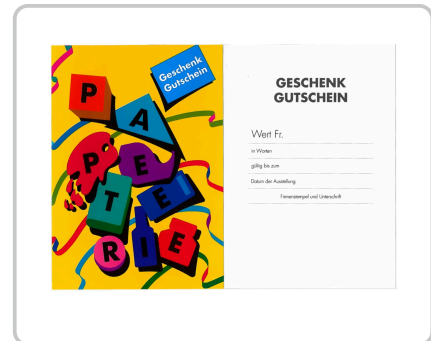 Geschenk
Gutschein
P
A
P
E
T
E
R
I
E
GESCHENK
GUTSCHEIN
Wert Fr.
in Worten
gültig bis zum
Datum der Ausstellung
Firmenstempel und Unterschrift